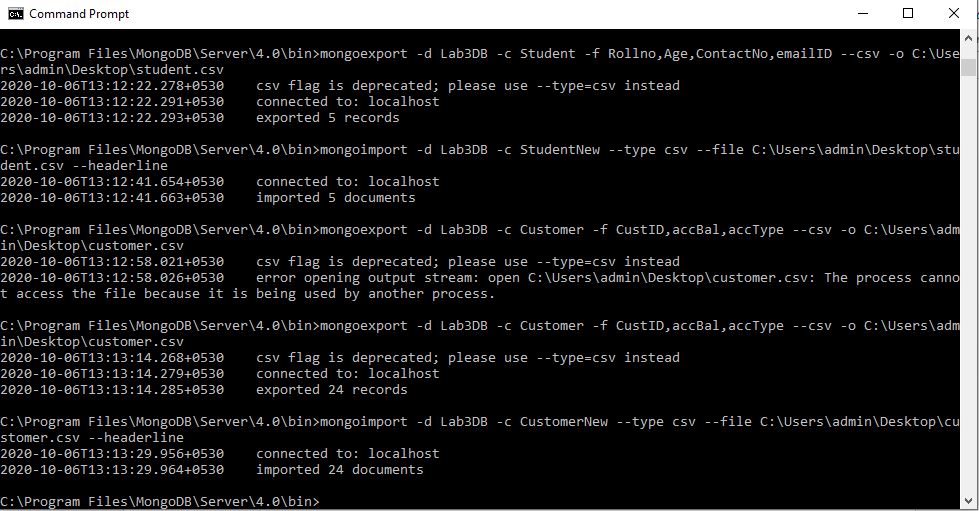 Command Prompt
C:\Program Files\MongoDB\Server\4.0\bin>mongoexport -d Lab3DB -c Student -f Rollno,Age,ContactNo,emailID --csv -o C:\Use
rs\admin\Desktop\student.csv
2020-10-06T13:12:22.278+0530    csv flag is deprecated; please use --type=csv instead
2020-10-06T13:12:22.291+0530    connected to: localhost
2020-10-06T13:12:22.293+0530    exported 5 records
C:\Program Files\MongoDB\Server\4.0\bin>mongoimport -d Lab3DB -c StudentNew --type csv --file C:\Users\admin\Desktop\stu
dent.csv --headerline
2020-10-06T13:12:41.654+0530    connected to: localhost
2020-10-06T13:12:41.663+0530    imported 5 documents
C:\Program Files\MongoDB\Server\4.0\bin>mongoexport -d Lab3DB -c Customer -f CustID,accBal,accType --csv -o C:\Users\adm
in\Desktop\customer.csv
2020-10-06T13:12:58.021+0530    csv flag is deprecated; please use --type=csv instead
2020-10-06T13:12:58.026+0530    error opening output stream: open C:\Users\admin\Desktop\customer.csv: The process canno
t access the file because it is being used by another process.
C:\Program Files\MongoDB\Server\4.0\bin>mongoexport -d Lab3DB -c Customer -f CustID,accBal,accType --csv -o C:\Users\adm
in\Desktop\customer.csv
2020-10-06T13:13:14.268+0530    csv flag is deprecated; please use --type=csv instead
2020-10-06T13:13:14.279+0530    connected to: localhost
2020-10-06T13:13:14.285+0530    exported 24 records
C:\Program Files\MongoDB\Server\4.0\bin>mongoimport -d Lab3DB -c CustomerNew --type csv --file C:\Users\admin\Desktop\cu
stomer.csv --headerline
2020-10-06T13:13:29.956+0530    connected to: localhost
2020-10-06T13:13:29.964+0530    imported 24 documents
C:\Program Files\MongoDB\Server\4.0\bin>